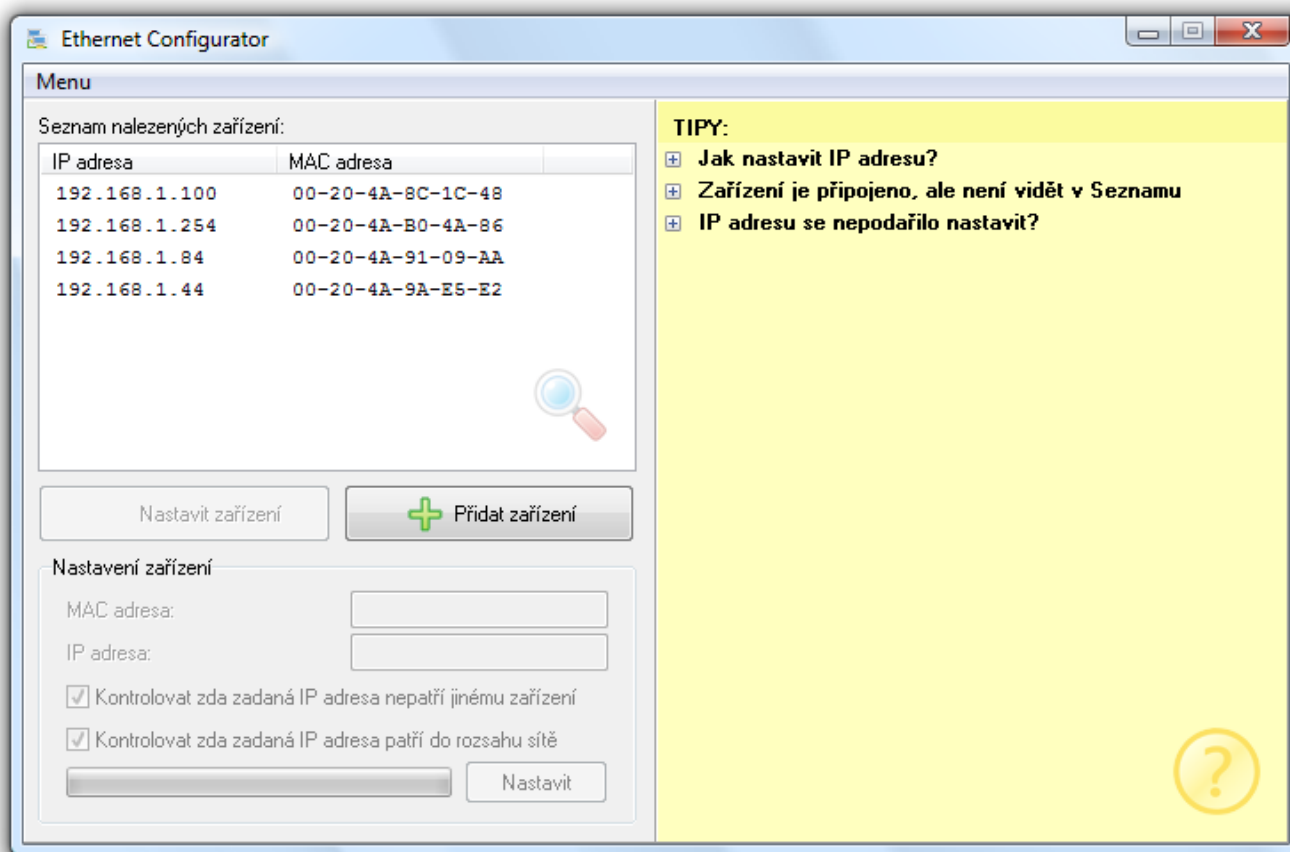 Ethernet Configurator
Menu
Seznam nalezených zařízení:
IP adresa MAC adresa
192.168.1.100 00-20-4A-8C-1C-48
192.168.1.254 00-20-4A-B0-4A-86
192.168.1.84 00-20-4A-91-09-AA
192.168.1.44 00-20-4A-9A-E5-E2
Nastavit zařízení Přidat zařízení
Nastavení zařízení
MAC adresa:
IP adresa:
Kontrolovat zda zadaná IP adresa nepatří jinému zařízení
Kontrolovat zda zadaná IP adresa patří do rozsahu sítě
Nastavit
TIPY:
Jak nastavit IP adresu?
Zařízení je připojeno, ale není vidět v Seznamu
IP adresu se nepodařilo nastavit?
?